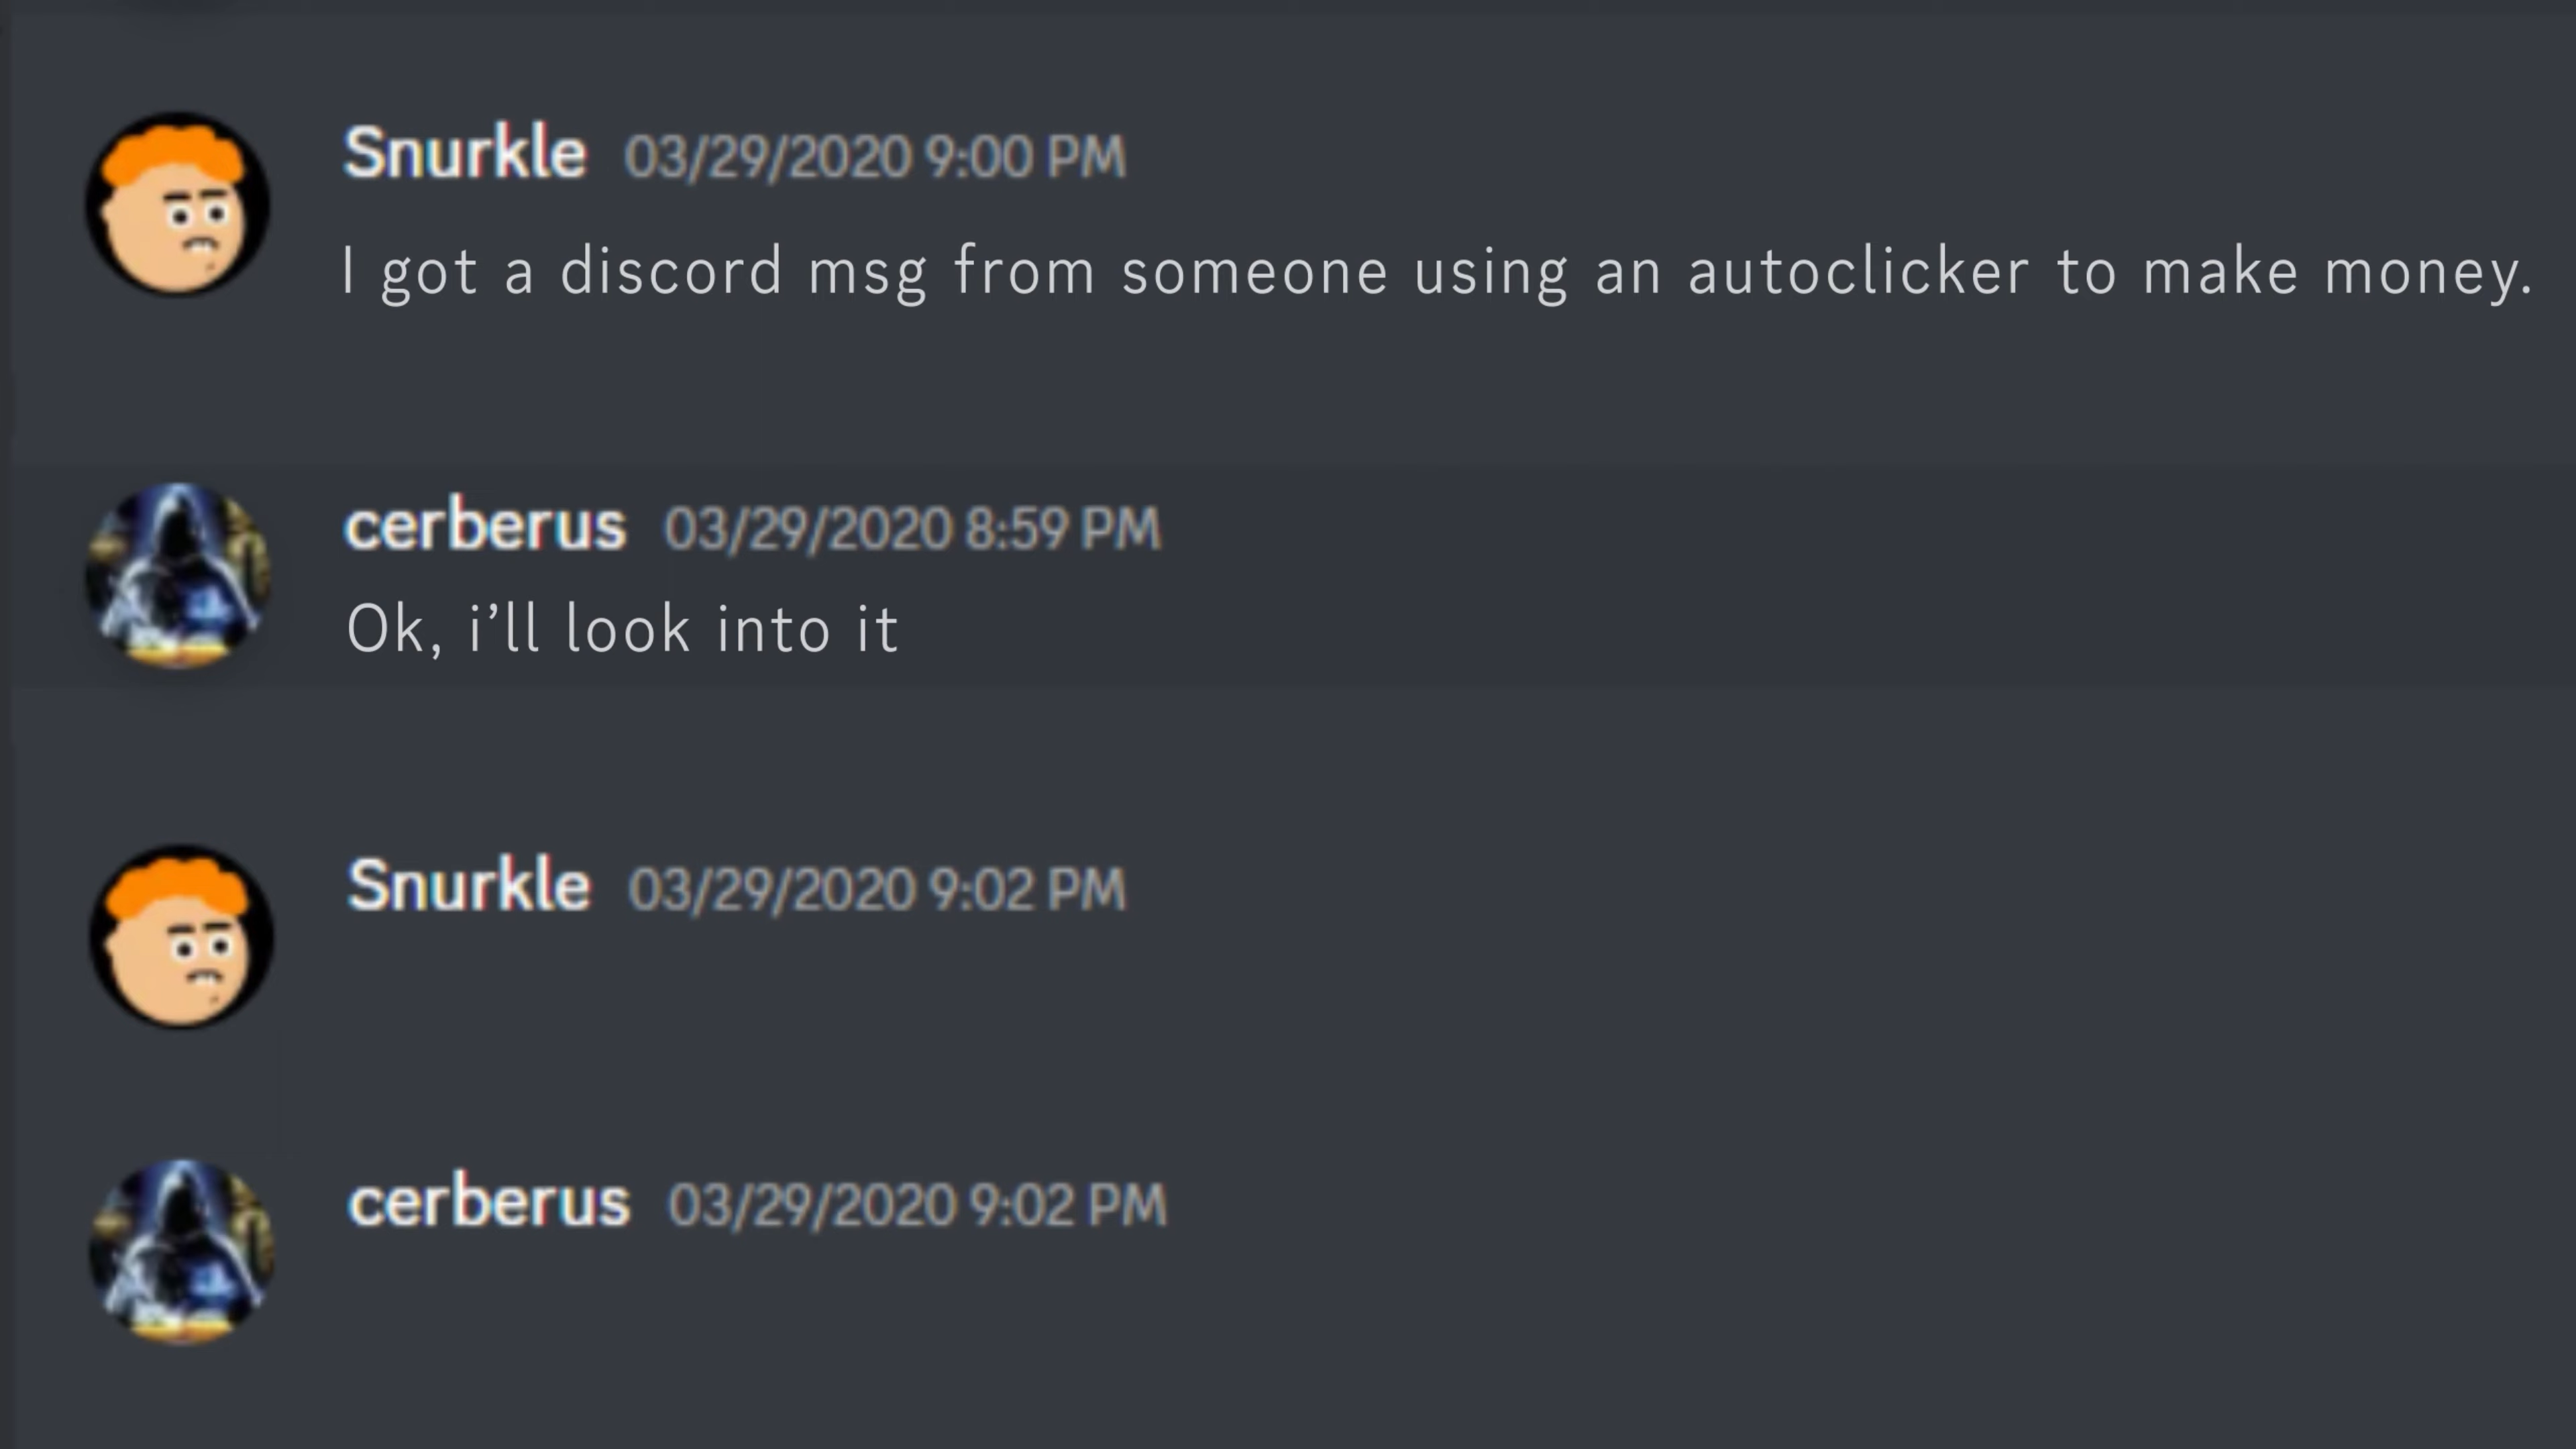 Snurkle 03/29/2020 9:00 PM
I got a discord msg from someone using an autoclicker to make money.
cerberus 03/29/2020 8:59 PM
Ok, i’ll look into it
Snurkle 03/29/2020 9:02 PM
cerberus 03/29/2020 9:02 PM